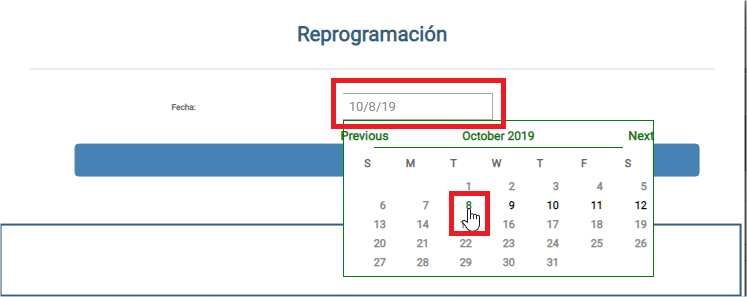 Reprogramación
Fecha:
10/8/19
Previous October 2019 Next
S M T W T F S
1 2 3 4 5
6 7 8 9 10 11 12
13 14 16 17 18 19
20 21 22 23 24 25 26
27 28 29 30 31